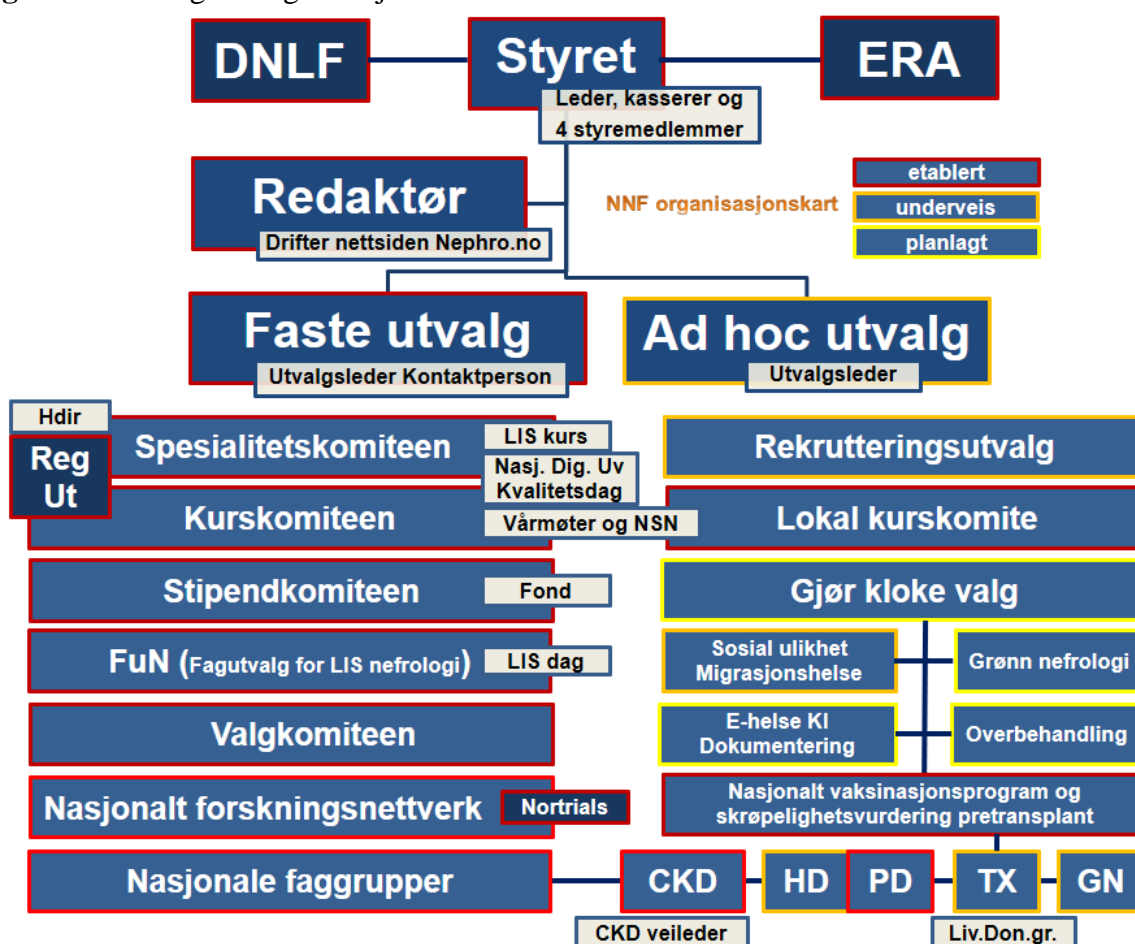 DNLF
Styret
ERA
Leder, kasserer og
4 styremedlemmer
Redaktør
Drifter nettsiden Nephro.no
NNF organisasjonskart
etablert
underveis
planlagt
Faste utvalg
Utvalgsleder Kontaktperson
Ad hoc utvalg
Utvalgsleder
Hdir
Reg
Ut
Spesialitetskomiteen
LIS kurs
Nasj. Dig. Uv
Kvalitetsdag
Rekrutteringsutvalg
Kurskomiteen
Vårmøter og NSN
Lokal kurskomite
Stipendkomiteen
Fond
Gjør kloke valg
FuN (Fagutvalg for LIS nefrologi)
LIS dag
Sosial ulikhet
Migrasjonshelse
Grønn nefrologi
Valgkomiteen
E-helse KI
Dokumentering
Overbehandling
Nasjonalt forskningsnettverk
Nortrials
Nasjonalt vaksinasjonsprogram og
skrøpelighetsvurdering pretransplant
Nasjonale faggrupper
CKD
HD
PD
TX
GN
CKD veileder
Liv.Don.gr.